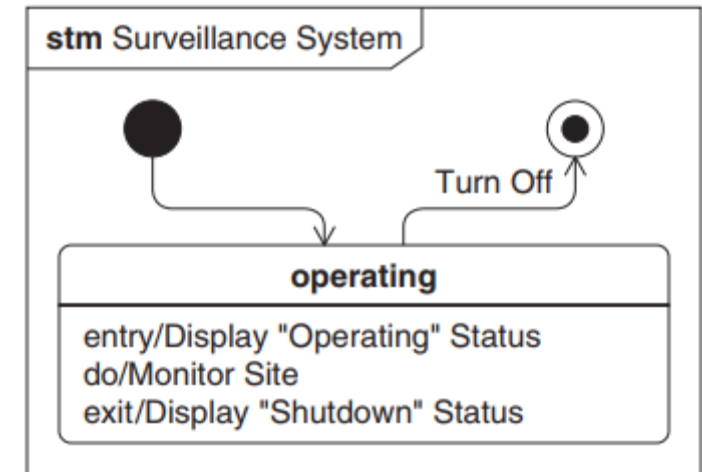 stm Surveillance System
Turn Off
operating
entry/Display "Operating" Status
do/Monitor Site
exit/Display "Shutdown" Status